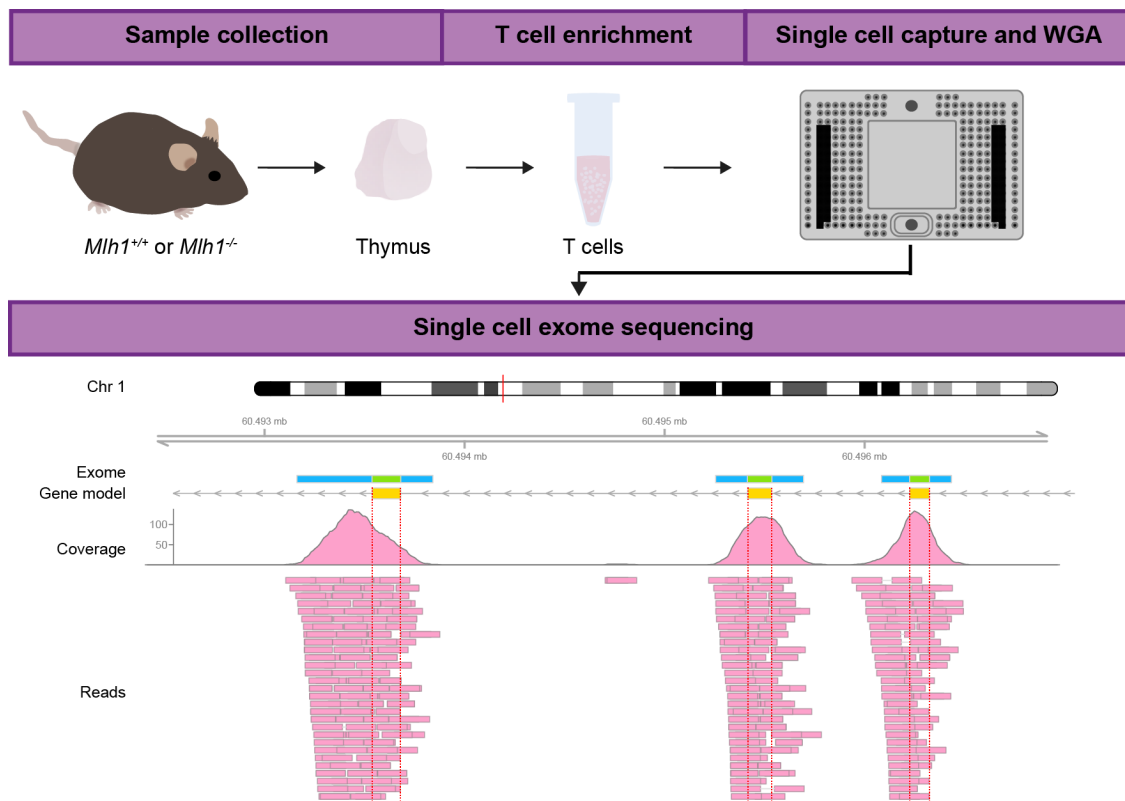 Sample collection
T cell enrichment
Single cell capture and WGA
Mlh1+/+ or Mlh1-/-
Thymus
T cells
Single cell exome sequencing
Chr 1
60.493 mb
60.495 mb
60.494 mb
60.496 mb
Exome
Gene model
100
50
Coverage
Reads